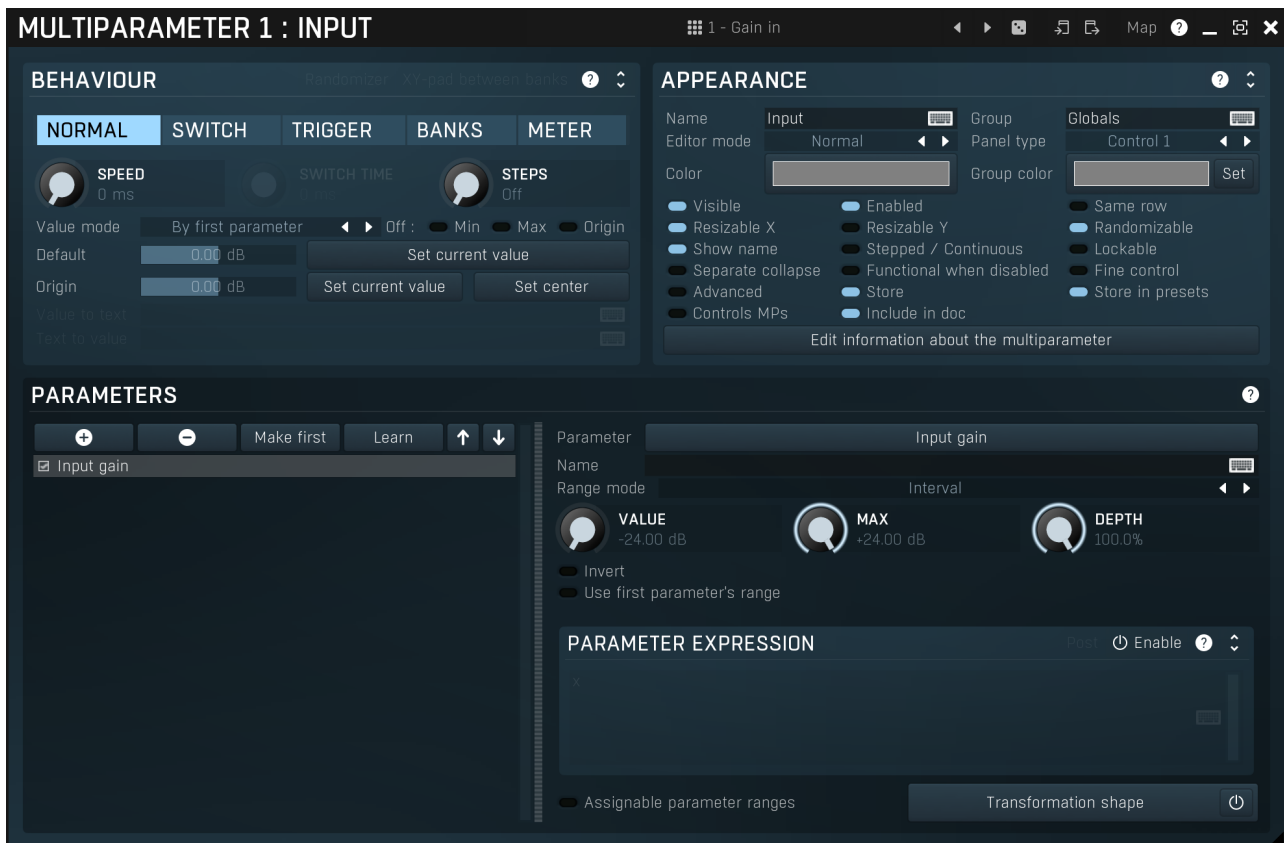 MULTIPARAMETER 1 : INPUT 1 - Gain in Map ?
BEHAVIOUR Randomizer XY-pad between banks ?
NORMAL SWITCH TRIGGER BANKS METER
SPEED SWITCH TIME STEPS
0 ms Off
Value mode By first parameter Off : Min Max Origin
Default 0.00 dB Set current value
Origin 0.00 dB Set current value Set center
Value to text
Text to value
APPEARANCE ?
Name Input Group Globals
Editor mode Normal Panel type Control 1
Color Group color Set
Visible Enabled Same row
Resizable X Resizable Y Randomizable
Show name Stepped / Continuous Lockable
Separate collapse Functional when disabled Fine control
Advanced Store Store in presets
Controls MPs Include in doc
Edit information about the multiparameter
PARAMETERS ?
Make first Learn
Input gain
Parameter Input gain
Name
Range mode Interval
VALUE MAX DEPTH
-24.00 dB +24.00 dB 100.0%
Invert
Use first parameter's range
PARAMETER EXPRESSION Post Enable ?
x
Assignable parameter ranges Transformation shape